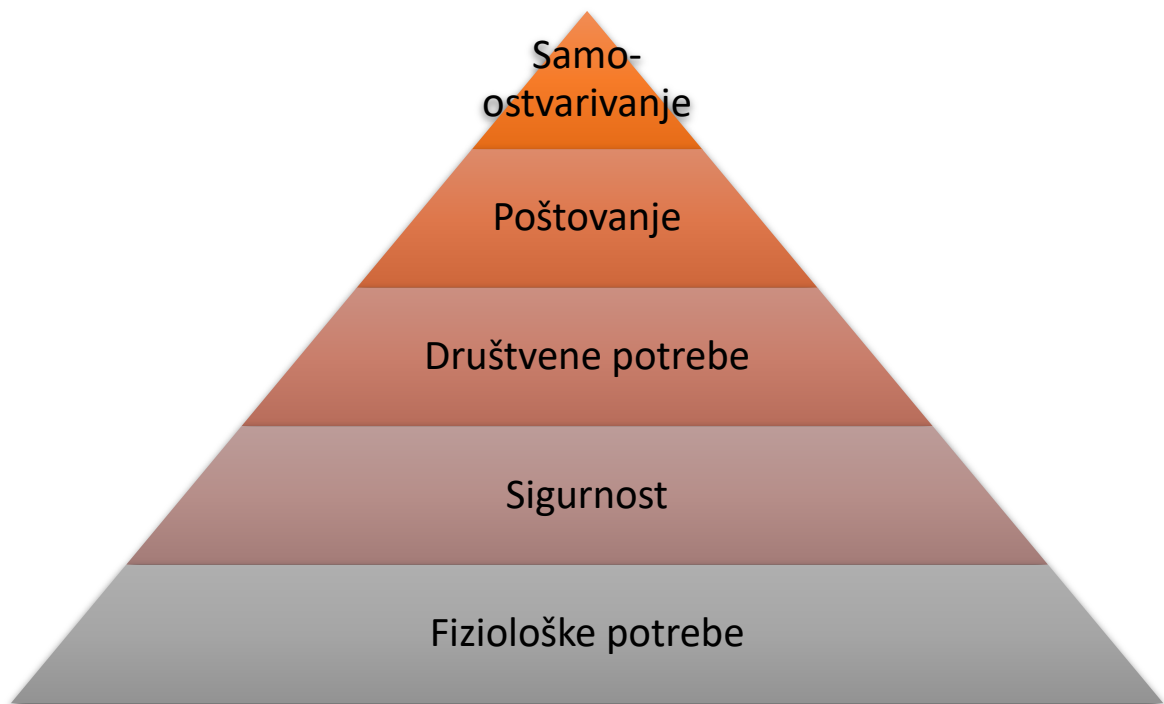 Samo-
ostvarivanje
Poštovanje
Društvene potrebe
Sigurnost
Fiziološke potrebe